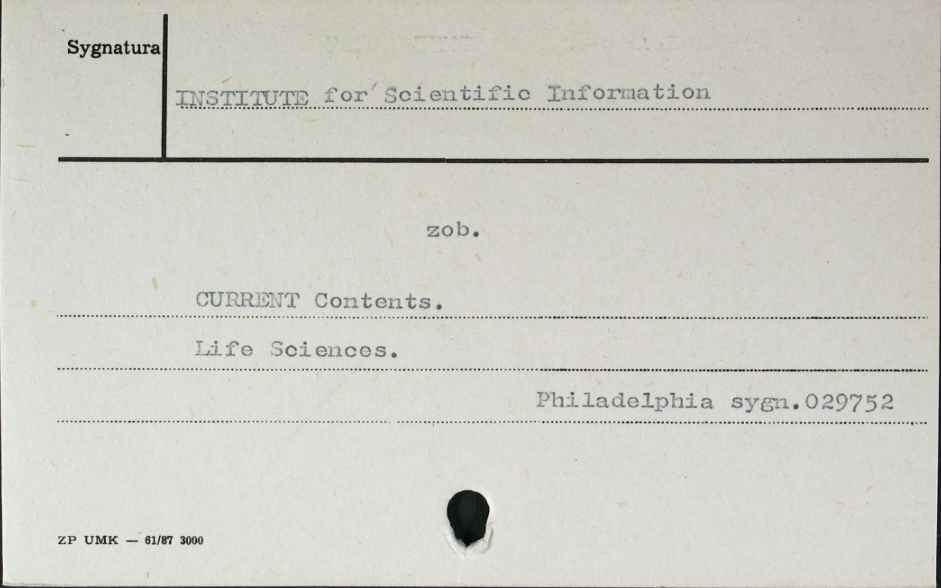 Sygnatura
INSTITUTE for Scientific Information
zob.
CURRENT Contents.
Life Sciences.
Philadelphia sygn.029752
ZP UMK — 61/87 3000